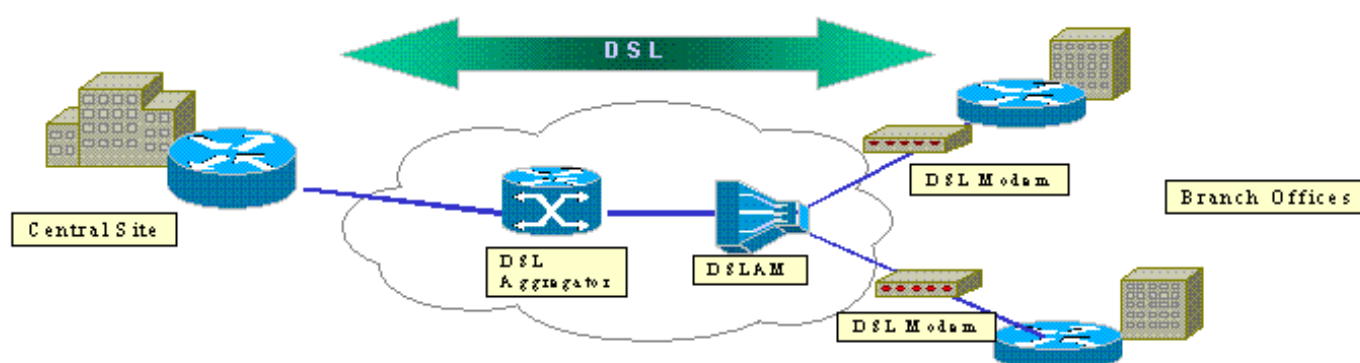 DSL
Central Site
DSL
Aggregator
DSLAM
DSL Modem
DSL Modem
Branch Offices